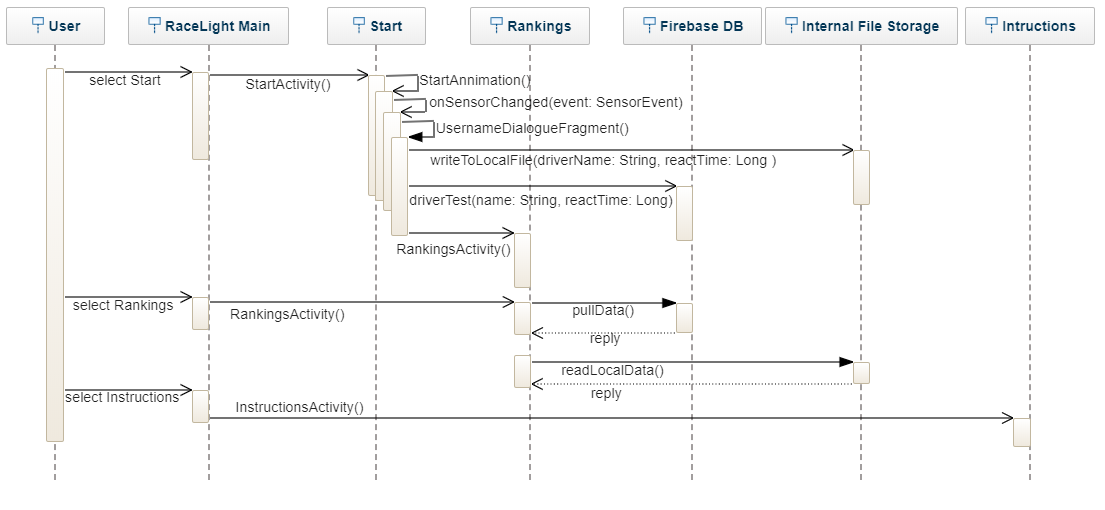 User
RaceLight Main
Start
Rankings
Firebase DB
Internal File Storage
Intructions
select Start
StartActivity()
StartAnnimation()
onSensorChanged(event: SensorEvent)
UsernameDialogueFragment()
writeToLocalFile(driverName: String, reactTime: Long )
driverTest(name: String, reactTime: Long)
RankingsActivity()
select Rankings
RankingsActivity()
pullData()
reply
readLocalData()
reply
select Instructions
InstructionsActivity()